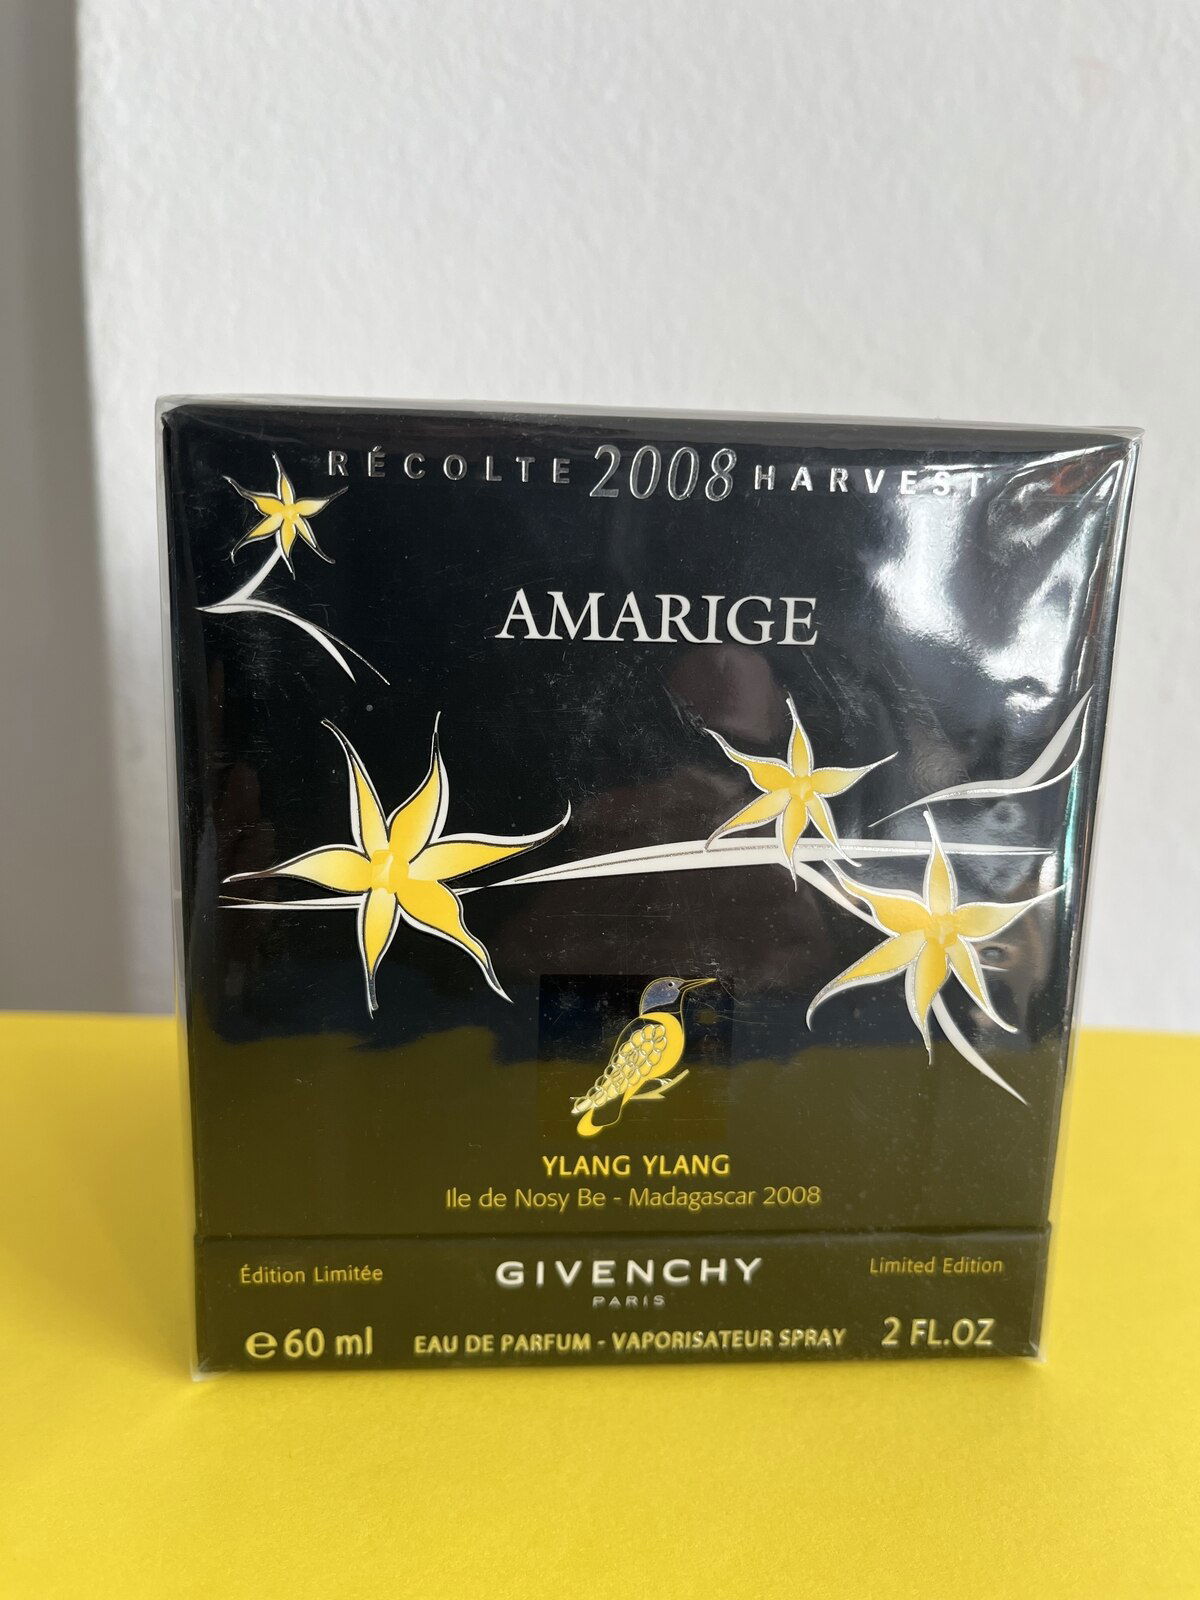 RÉCOLTE 2008 HARVEST
AMARIGE
YLANG YLANG
Ile de Nosy Be - Madagascar 2008
Édition Limitée
GIVENCHY
PARIS
Limited Edition
℮ 60 ml
EAU DE PARFUM - VAPORISATEUR SPRAY
2 FL.OZ